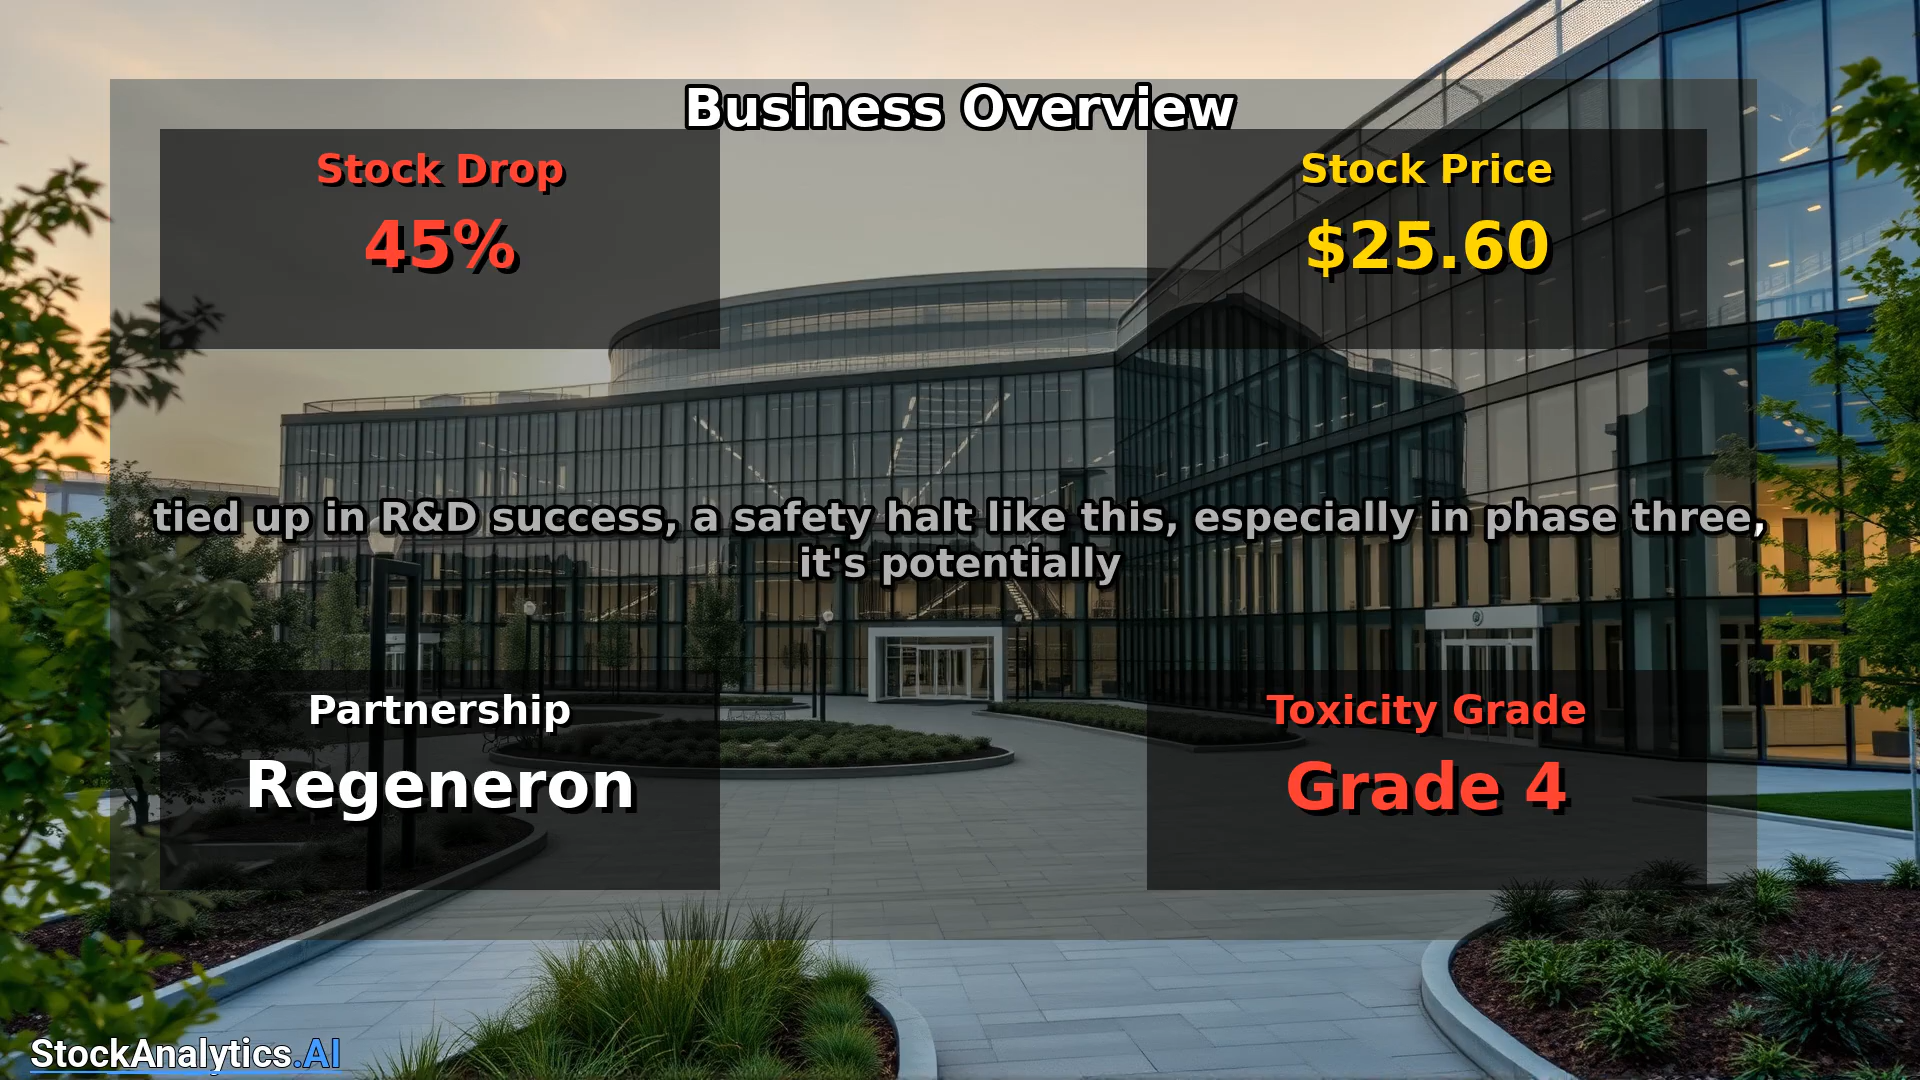 Business Overview
Stock Drop
45%
Stock Price
$25.60
tied up in R&D success, a safety halt like this, especially in phase three,
it's potentially
Partnership
Regeneron
Toxicity Grade
Grade 4
StockAnalytics.AI